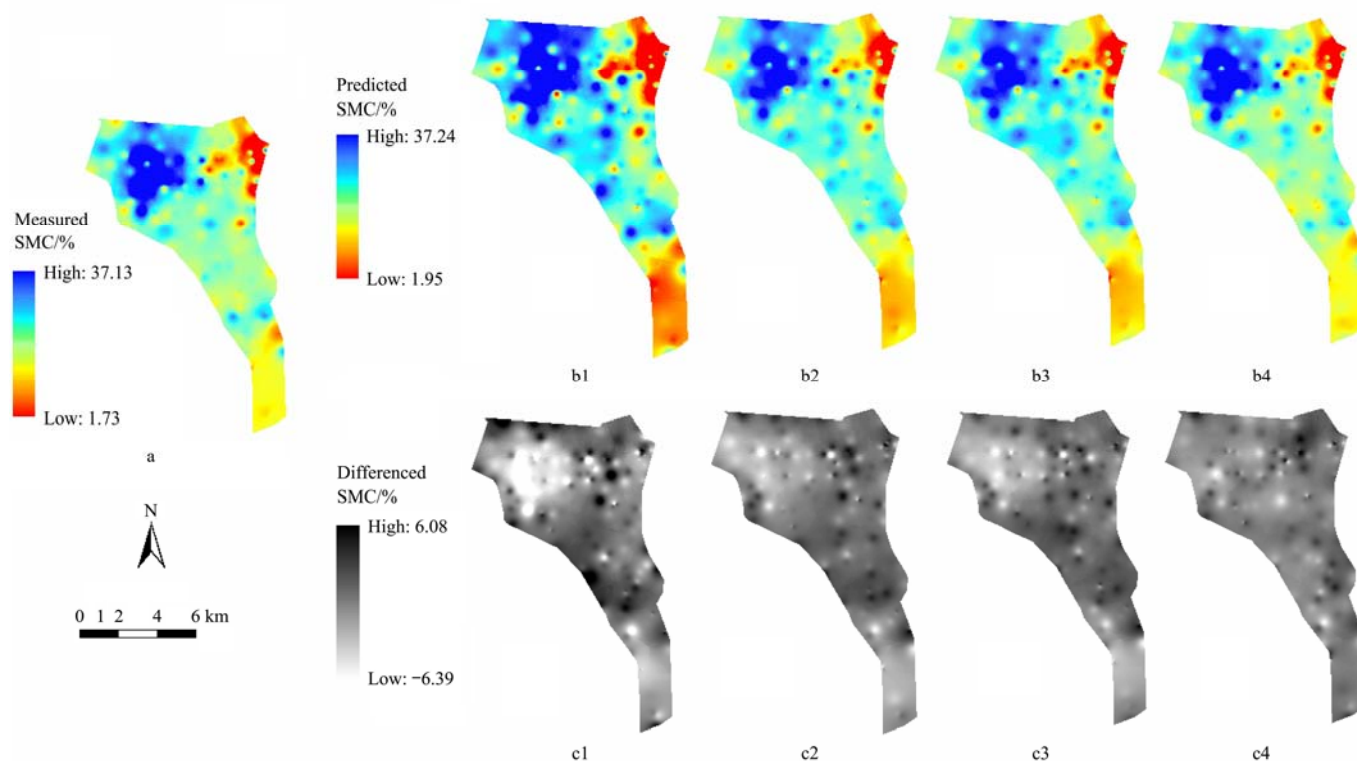 Measured
SMC/%
High: 37.13
Low: 1.73
a
N
0 1 2 4 6 km
Predicted
SMC/%
High: 37.24
Low: 1.95
b1 b2 b3 b4
Differenced
SMC/%
High: 6.08
Low: −6.39
c1 c2 c3 c4